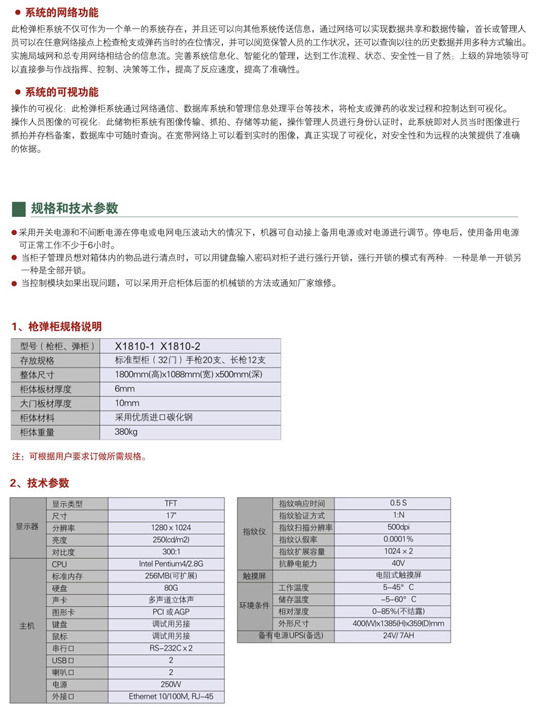 ● 系统的网络功能
此枪弹柜系统不仅可作为一个单一的系统存在，并且还可以向其他系统传送信息，通过网络可以实现数据共享和数据传输，首长或管理人
员可以在任意网络接点上检查枪支或弹药当时的在位情况，并可以阅览保管人员的工作状况，还可以查询以往的历史数据并用多种方式输出。
实施局域网和总专用网络相结合的信息流。完善系统信息化、智能化的管理，达到工作流程、状态、安全性一目了然；上级的异地领导可
以直接参与作战指挥、控制、决策等工作，提高了反应速度，提高了准确性。
● 系统的可视功能
操作的可视化：此枪弹柜系统通过网络通信、数据库系统和管理信息处理平台等技术，将枪支或弹药的收发过程和控制达到可视化。
操作人员图像的可视化：此储物柜系统有图像传输、抓拍、存储等功能，操作管理人员进行身份认证时，此系统即对人员当时图像进行
抓拍并存档备案，数据库中可随时查询。在宽带网络上可以看到实时的图像，真正实现了可视化，对安全性和为远程的决策提供了准确
的依据。
规格和技术参数
● 采用开关电源和不间断电源在停电或电网电压波动大的情况下，机器可自动接上备用电源或对电源进行调节。停电后，使用备用电源
可正常工作不少于6小时。
● 当柜子管理员想对箱体内的物品进行清点时，可以用键盘输入密码对柜子进行强行开锁，强行开锁的模式有两种：一种是单一开锁另
一种是全部开锁。
● 当控制模块如果出现问题，可以采用开启柜体后面的机械锁的方法或通知厂家维修。
1、枪弹柜规格说明
型号（枪柜、弹柜） X1810-1 X1810-2
存放规格 标准型柜（32门）手枪20支、长枪12支
整体尺寸 1800mm(高)x1088mm(宽) x500mm(深)
柜体板材厚度 6mm
大门板材厚度 10mm
柜体材料 采用优质进口碳化钢
柜体重量 380kg
注：可根据用户要求订做所需规格。
2、技术参数
显示器
显示类型 TFT
尺寸 17"
分辨率 1280 x 1024
亮度 250(cd/m2)
对比度 300:1
主机
CPU Intel Pentium4/2.8G
标准内存 256MB(可扩展)
硬盘 80G
声卡 多声道立体声
图形卡 PCI 或 AGP
键盘 调试用另接
鼠标 调试用另接
串行口 RS-232C x 2
USB口 2
喇叭口 2
电源 250W
外接口 Ethernet 10/100M, RJ-45
指纹仪
指纹响应时间 0.5 S
指纹验证方式 1:N
指纹扫描分辨率 500dpi
指纹认假率 0.0001%
指纹扩展容量 1024 × 2
抗静电能力 40V
触摸屏 电阻式触摸屏
环境条件
工作温度 5-45° C
储存温度 -5-60° C
相对湿度 0-85%(不结露)
外形尺寸 400(W)x1385(H)x359(D)mm
备有电源UPS(备选) 24V/ 7AH